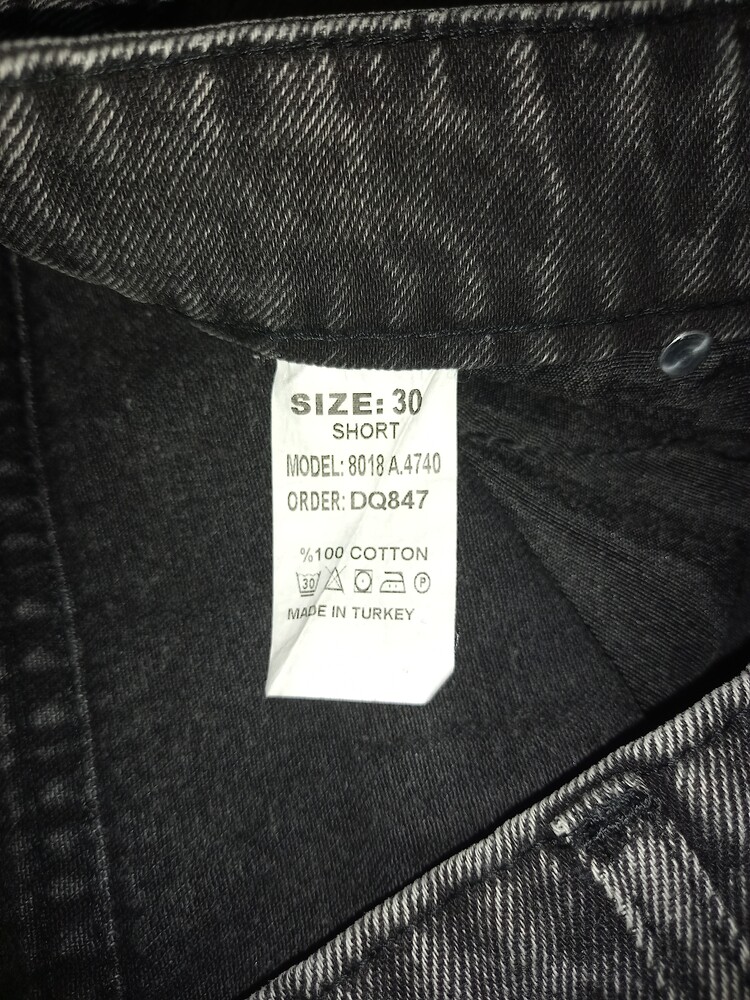 SIZE: 30
SHORT
MODEL: 8018 A.4740
ORDER: DQ847
%100 COTTON
30 P
MADE IN TURKEY